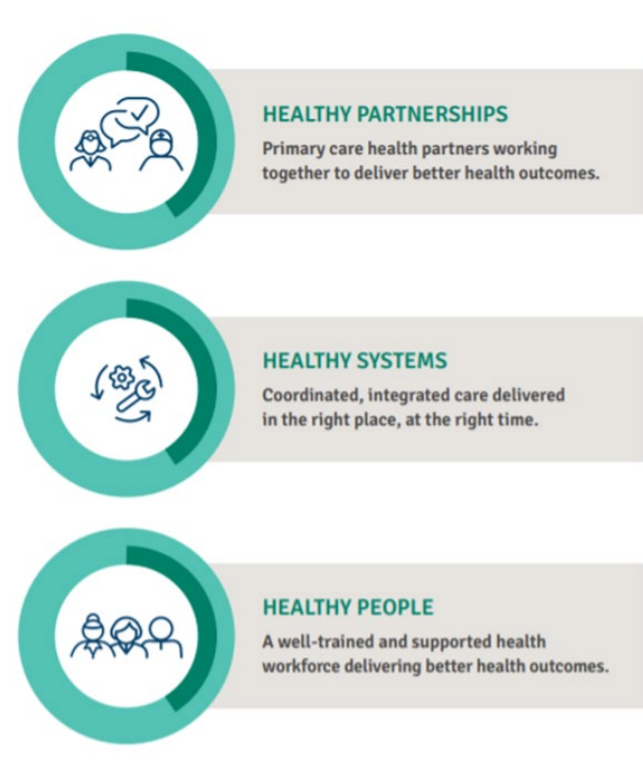 HEALTHY PARTNERSHIPS
Primary care health partners working
together to deliver better health outcomes.
HEALTHY SYSTEMS
Coordinated, integrated care delivered
in the right place, at the right time.
HEALTHY PEOPLE
A well-trained and supported health
workforce delivering better health outcomes.